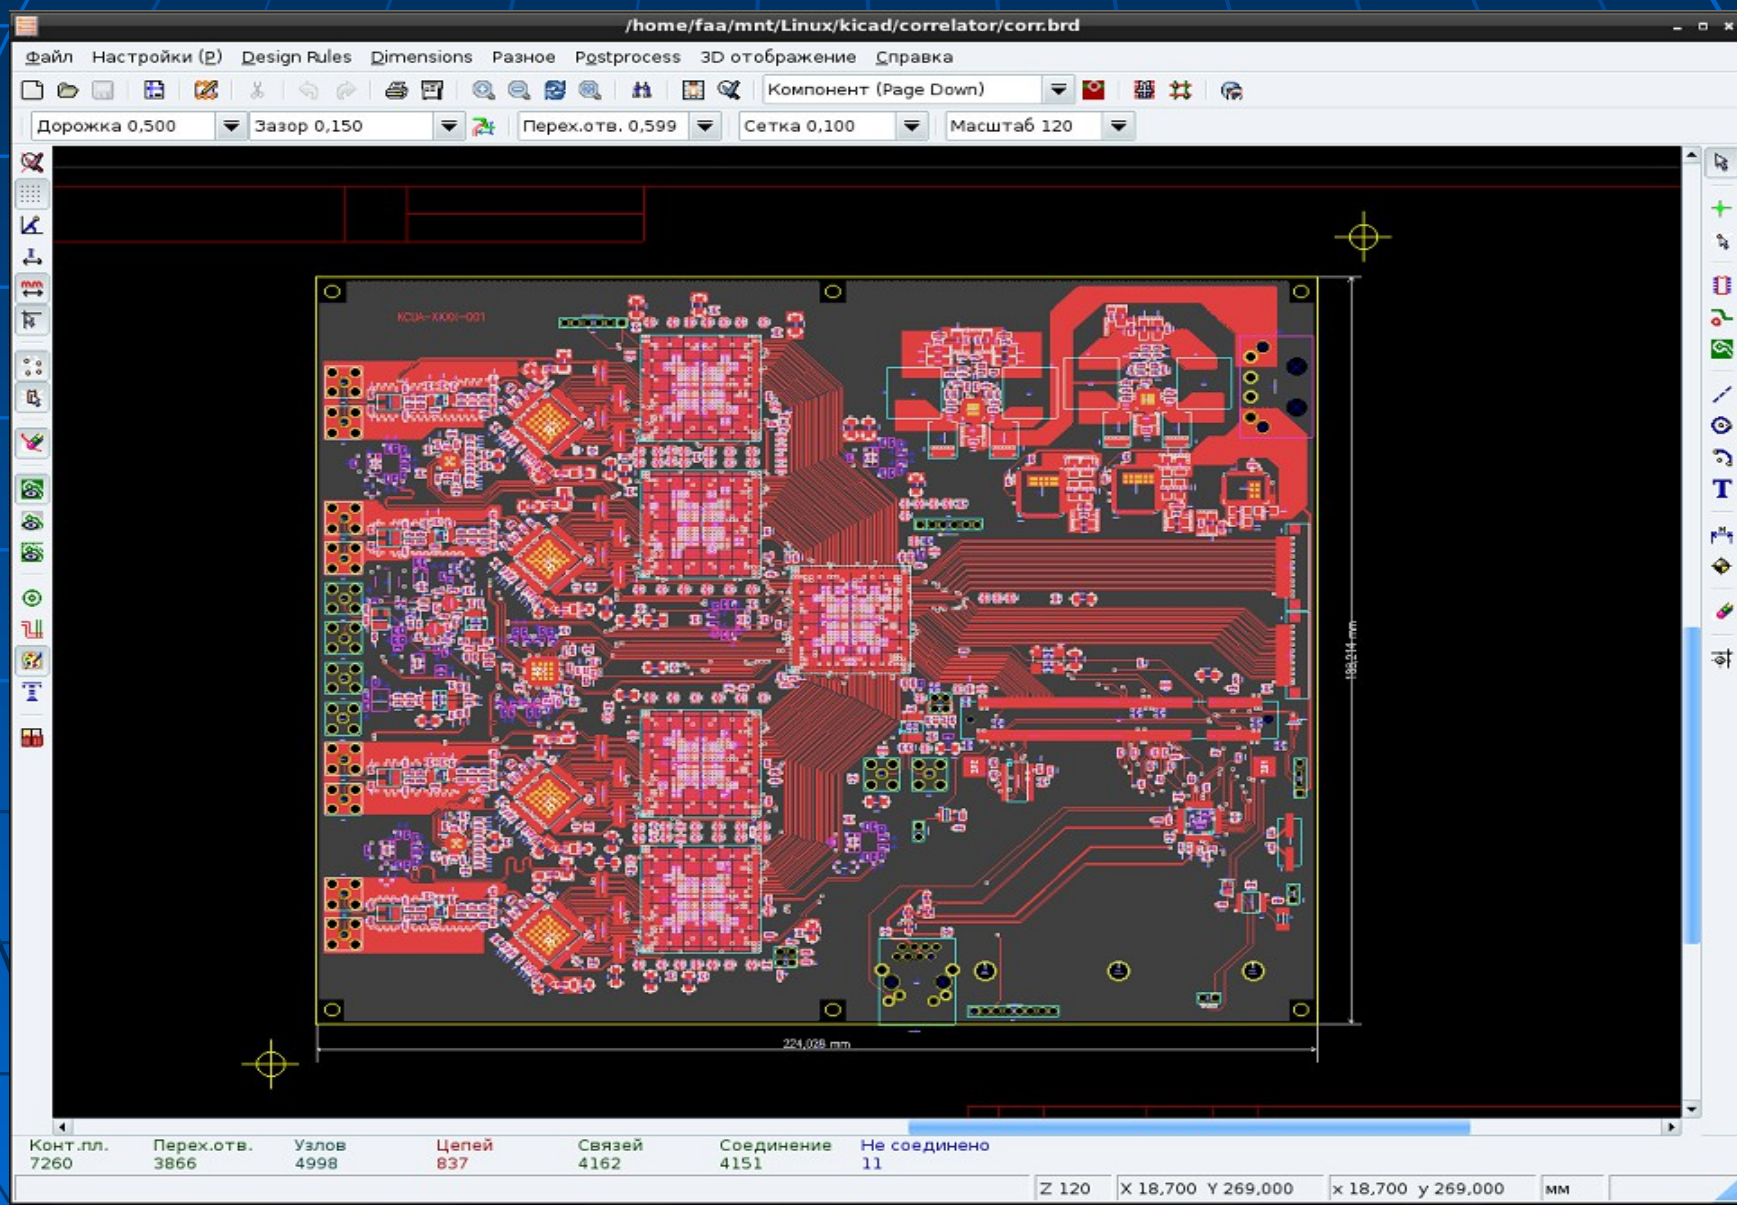 /home/faa/mnt/Linux/kicad/correlator/corr.brd
Файл Настройки (P) Design Rules Dimensions Разное Postprocess 3D отображение Справка
Компонент (Page Down)
Дорожка 0,500 Зазор 0,150 Перех.отв. 0,599 Сетка 0,100 Масштаб 120
224,028 mm
Конт.пл. Перех.отв. Узлов Цепей Связей Соединение Не соединено
7260 3866 4998 837 4162 4151 11
Z 120 X 18,700 Y 269,000 x 18,700 y 269,000 мм